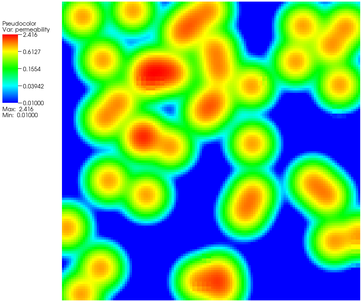 Pseudocolor
Var: permeability
2.416
0.6127
0.1554
0.03942
0.01000
Max: 2.416
Min: 0.01000